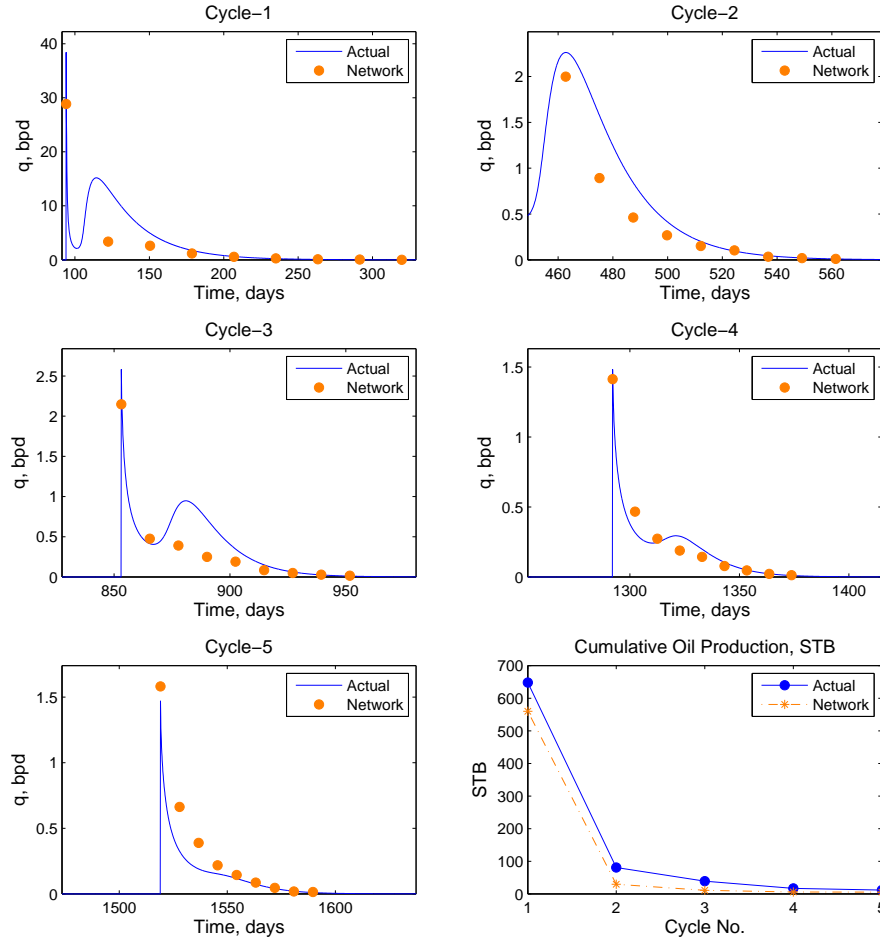 Cycle−1
Actual
Network
q, bpd
40
30
20
10
0
100 150 200 250 300
Time, days
Cycle−2
Actual
Network
q, bpd
2
1.5
1
0.5
0
460 480 500 520 540 560
Time, days
Cycle−3
Actual
Network
q, bpd
2.5
2
1.5
1
0.5
0
850 900 950
Time, days
Cycle−4
Actual
Network
q, bpd
1.5
1
0.5
0
1300 1350 1400
Time, days
Cycle−5
Actual
Network
q, bpd
1.5
1
0.5
0
1500 1550 1600
Time, days
Cumulative Oil Production, STB
Actual
Network
STB
700
600
500
400
300
200
100
0
1 2 3 4 5
Cycle No.